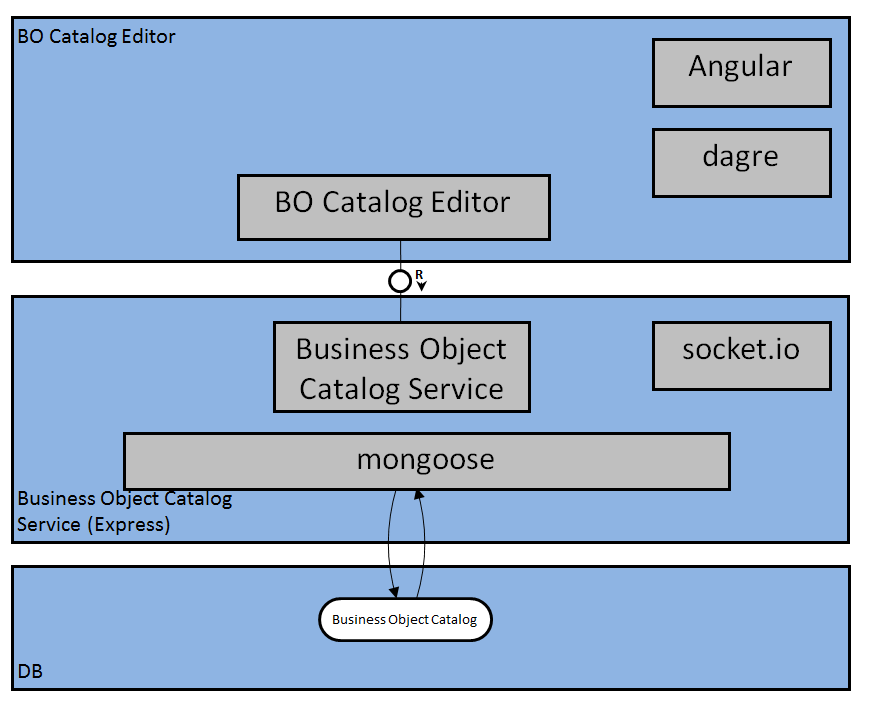 BO Catalog Editor
Angular
dagre
BO Catalog Editor
R
Business Object
Catalog Service
socket.io
mongoose
Business Object Catalog
Service (Express)
Business Object Catalog
DB